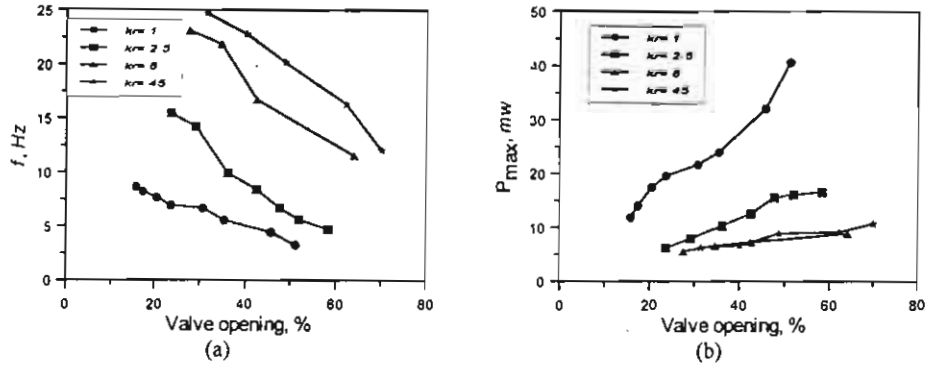 25
20
15
10
5
0
f, Hz
kr= 1
kr= 2.5
kr= 6
kr= 45
0 20 40 60 80
Valve opening, %
(a)
50
40
30
20
10
0
Pmax, mw
kr= 1
kr= 2.5
kr= 6
kr= 45
0 20 40 60 80
Valve opening, %
(b)